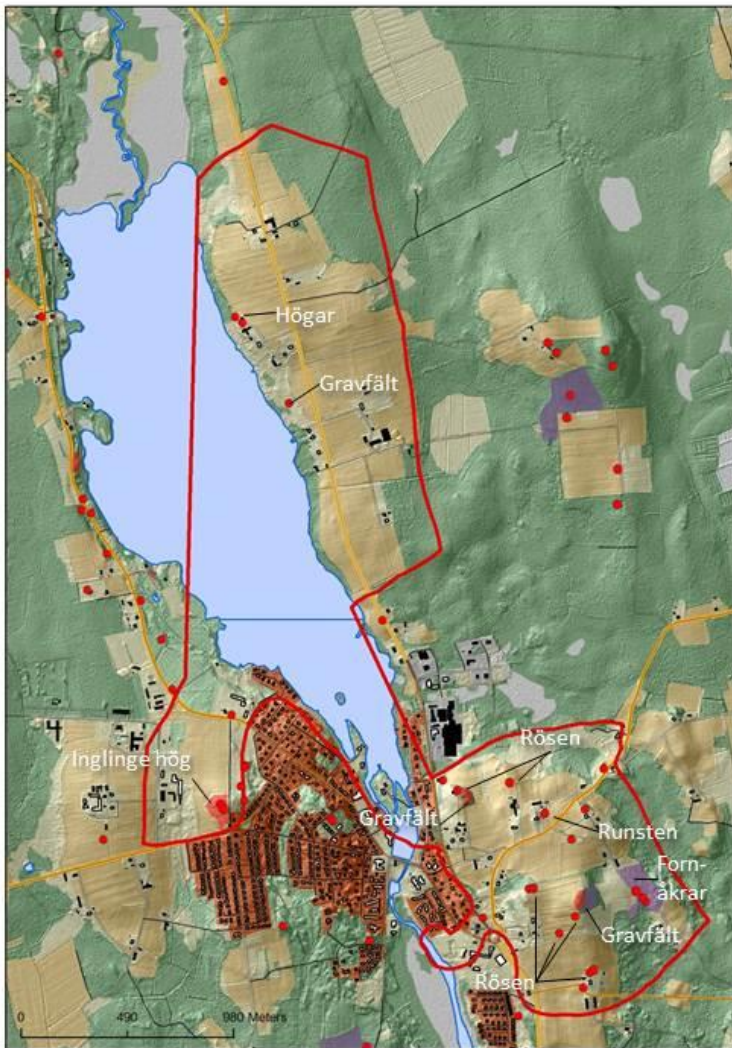 Högar
Gravfält
Rösen
Inglinge hög
Gravfält
Runsten
Forn-
åkrar
Gravfält
Rösen
0 490 980 Meters